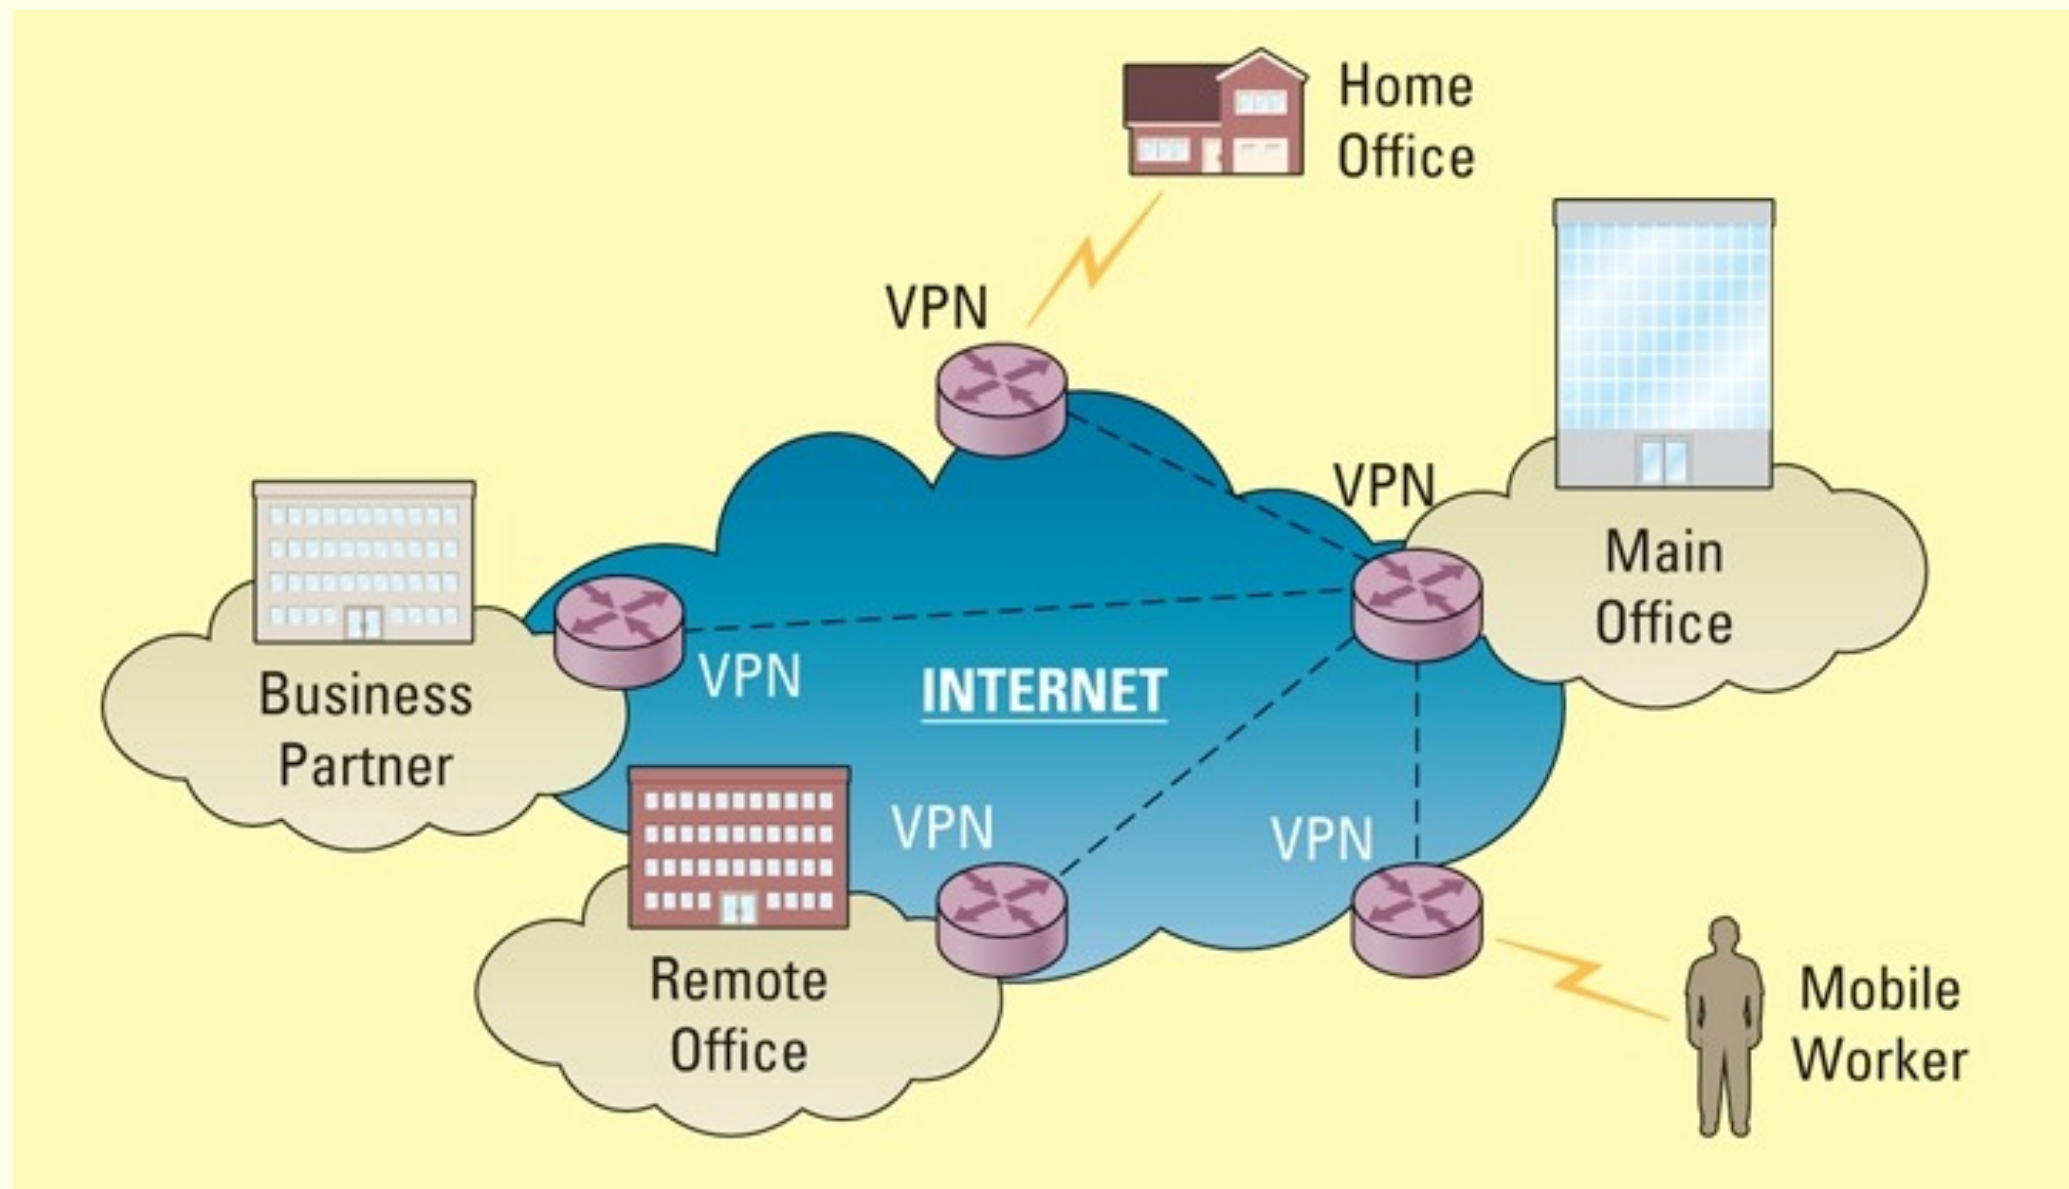 Home
Office
VPN
VPN
Main
Office
Business
Partner
VPN
INTERNET
VPN
VPN
Remote
Office
Mobile
Worker